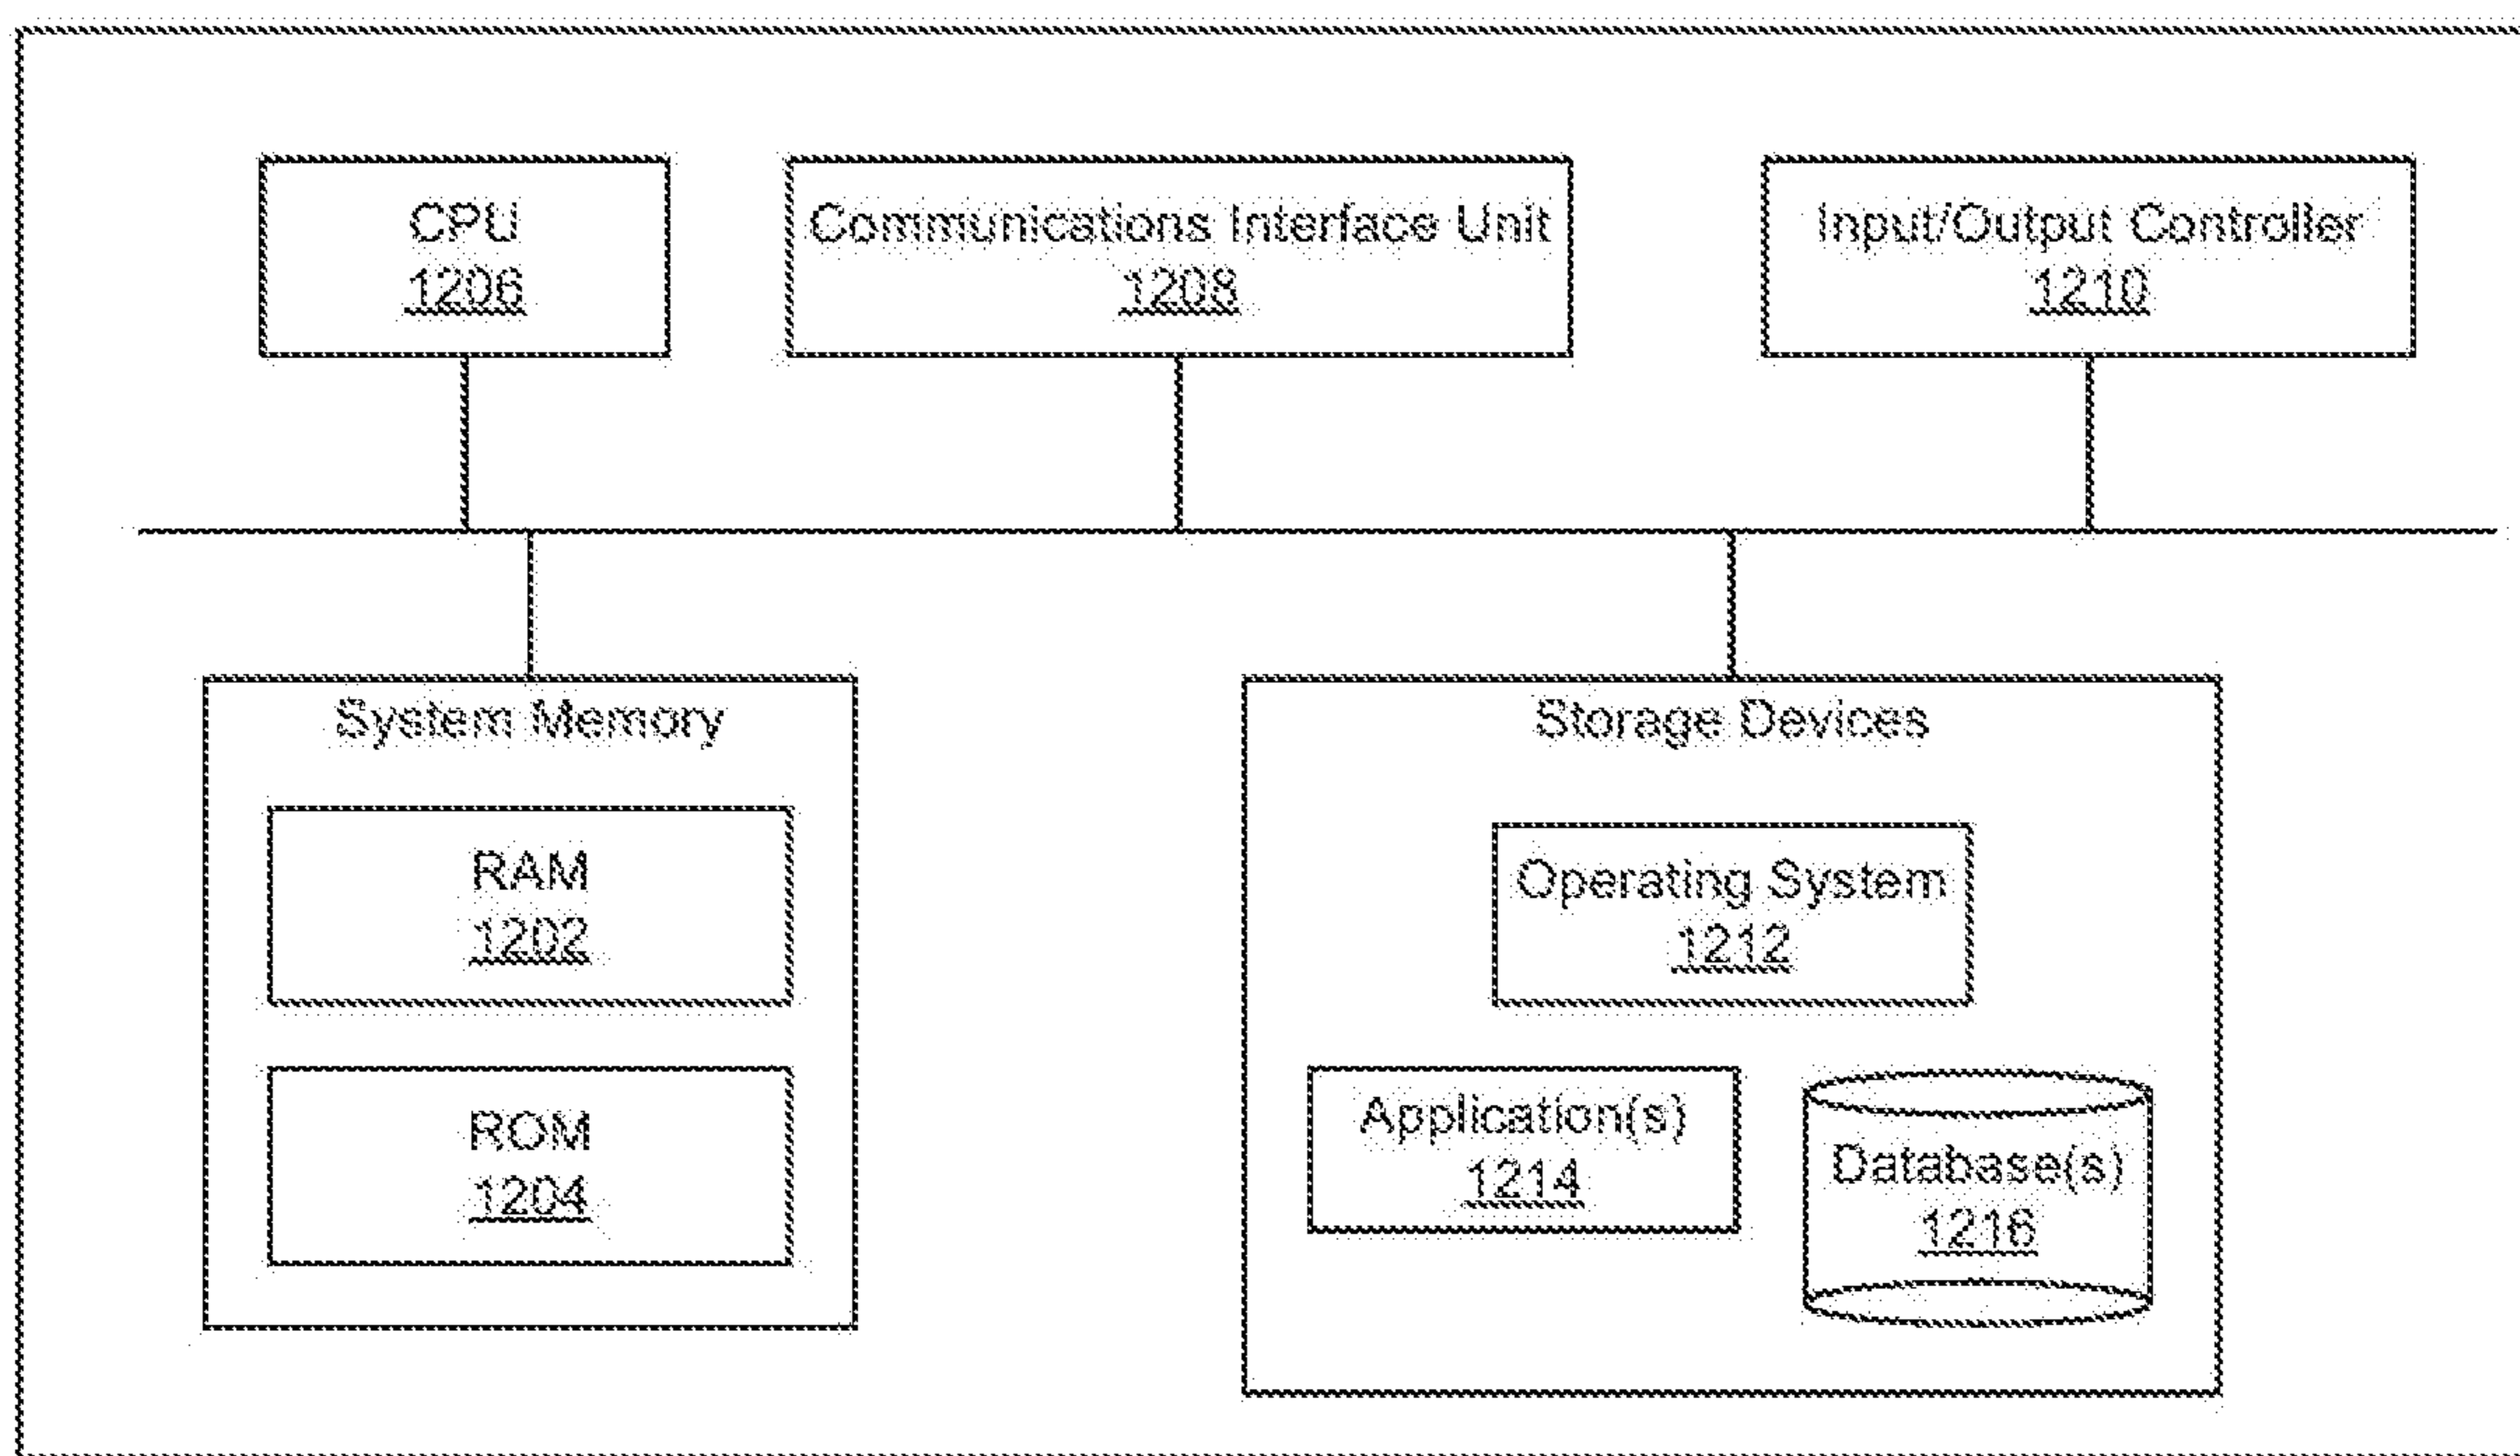 CPU
1206
Communications Interface Unit
1208
Input/Output Controller
1210
System Memory
RAM
1202
ROM
1204
Storage Devices
Operating System
1212
Application(s)
1214
Database(s)
1216